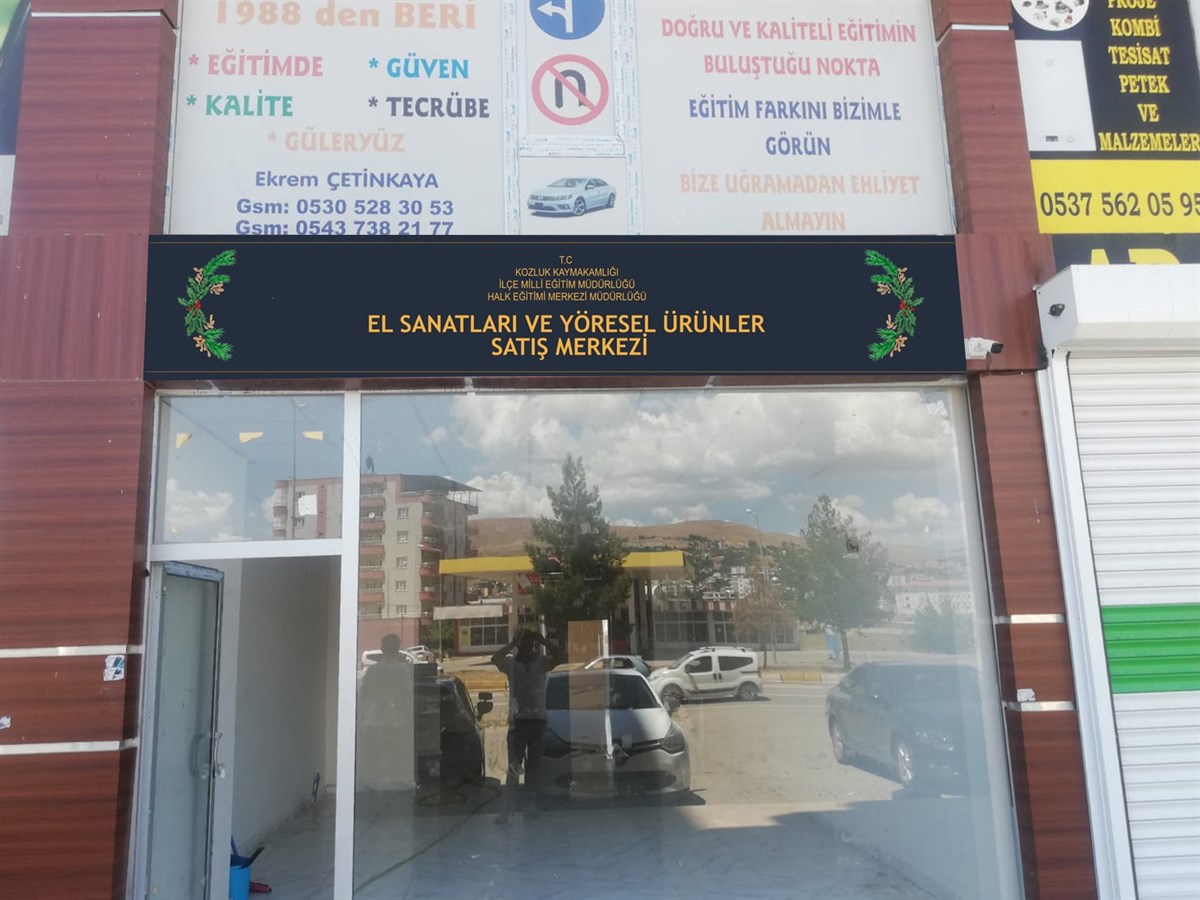 1988 den BERİ
* EĞİTİMDE
* GÜVEN
* KALİTE
* TECRÜBE
* GÜLERYÜZ
Ekrem ÇETİNKAYA
Gsm: 0530 528 30 53
Gsm: 0543 738 21 77
DOĞRU VE KALİTELİ EĞİTİMİN
BULUŞTUĞU NOKTA
EĞİTİM FARKINI BİZİMLE
GÖRÜN
BİZE UĞRAMADAN EHLİYET
ALMAYIN
PROJE
KOMBİ
TESİSAT
PETEK
VE
MALZEMELER
0537 562 05 95
T.C
KOZLUK KAYMAKAMLIĞI
İLÇE MİLLİ EĞİTİM MÜDÜRLÜĞÜ
HALK EĞİTİMİ MERKEZİ MÜDÜRLÜĞÜ
EL SANATLARI VE YÖRESEL ÜRÜNLER
SATIŞ MERKEZİ